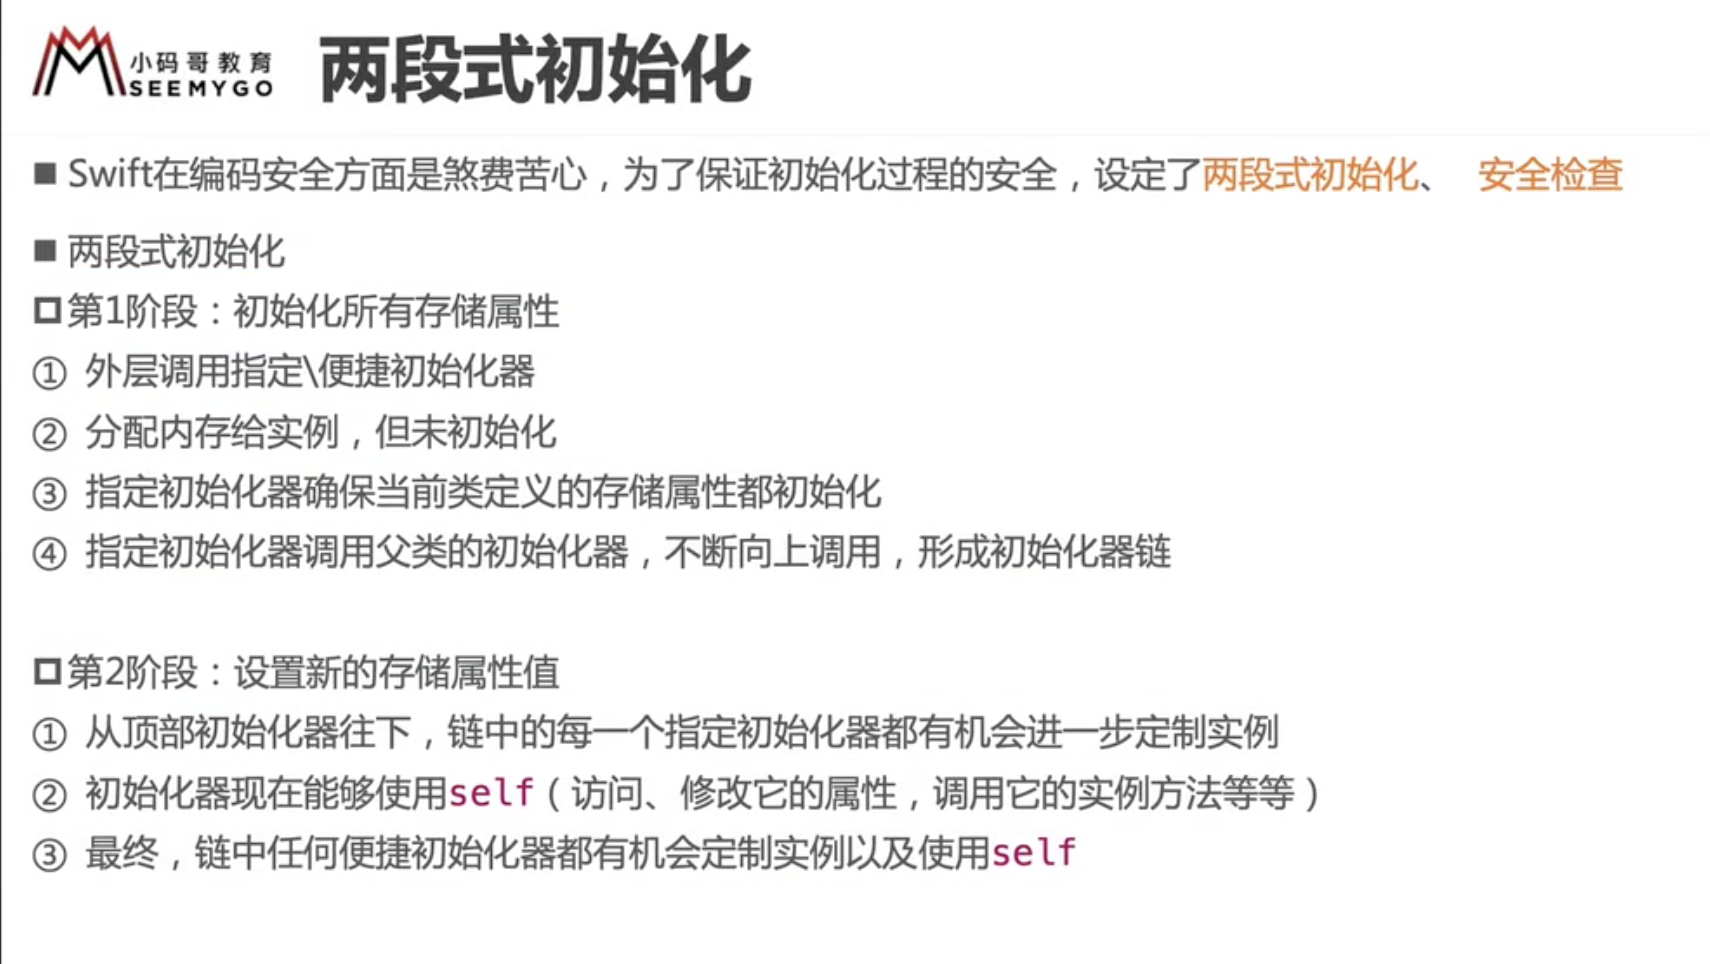 小码哥教育
SEEMYGO
两段式初始化
■ Swift在编码安全方面是煞费苦心，为了保证初始化过程的安全，设定了两段式初始化、 安全检查
■ 两段式初始化
□ 第1阶段：初始化所有存储属性
① 外层调用指定\便捷初始化器
② 分配内存给实例，但未初始化
③ 指定初始化器确保当前类定义的存储属性都初始化
④ 指定初始化器调用父类的初始化器，不断向上调用，形成初始化器链
□ 第2阶段：设置新的存储属性值
① 从顶部初始化器往下，链中的每一个指定初始化器都有机会进一步定制实例
② 初始化器现在能够使用self（访问、修改它的属性，调用它的实例方法等等）
③ 最终，链中任何便捷初始化器都有机会定制实例以及使用self